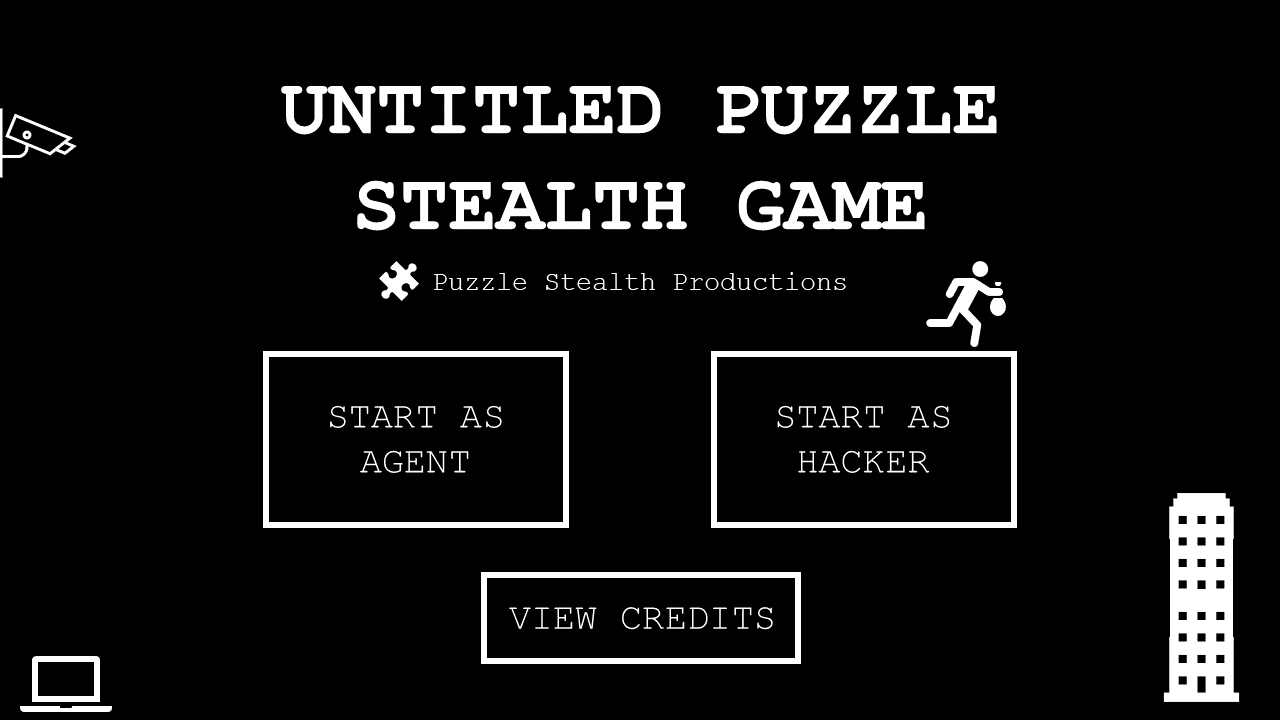 UNTITLED PUZZLE
STEALTH GAME
Puzzle Stealth Productions
START AS
AGENT
START AS
HACKER
VIEW CREDITS